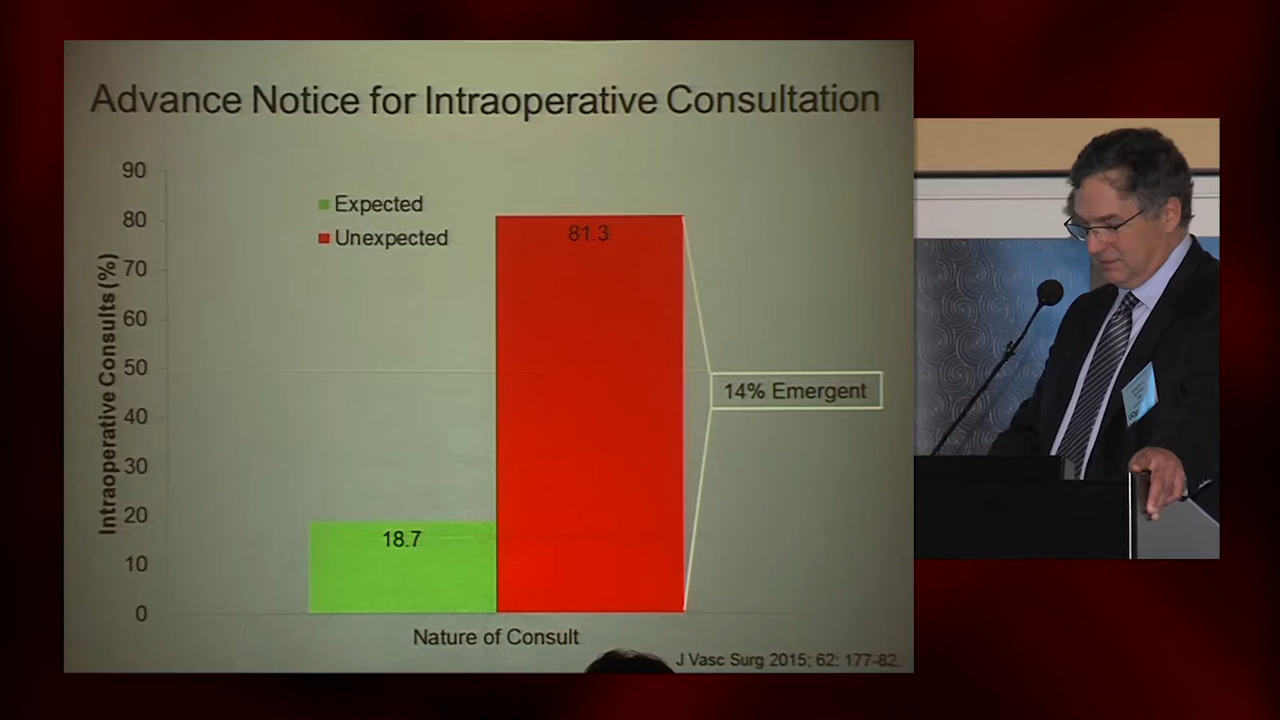 Advance Notice for Intraoperative Consultation
90
80
70
60
50
40
30
20
10
0
Intraoperative Consults (%)
Expected
Unexpected
81.3
18.7
14% Emergent
Nature of Consult
J Vasc Surg 2015; 62: 177-82.